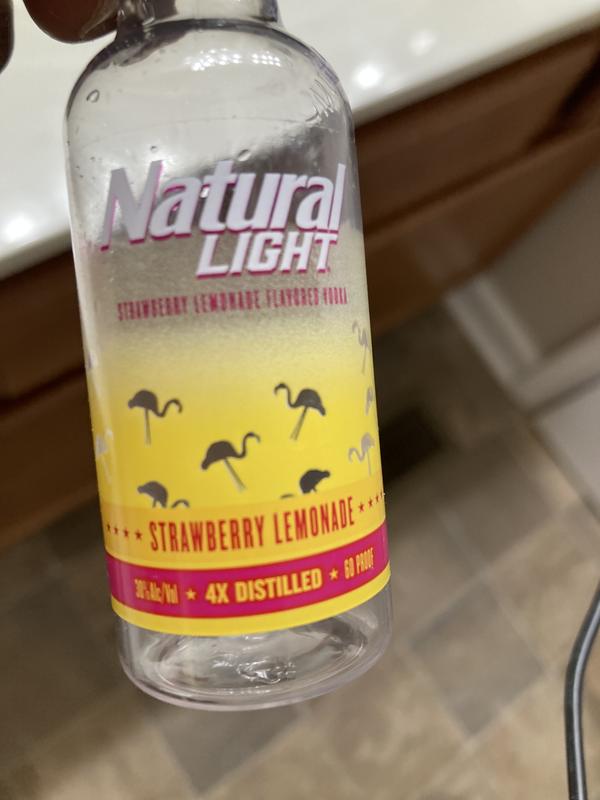 Natural
LIGHT
STRAWBERRY LEMONADE FLAVORED VODKA
★★★★ STRAWBERRY LEMONADE ★★★★
30% Alc/Vol ★ 4X DISTILLED ★ 60 PROOF